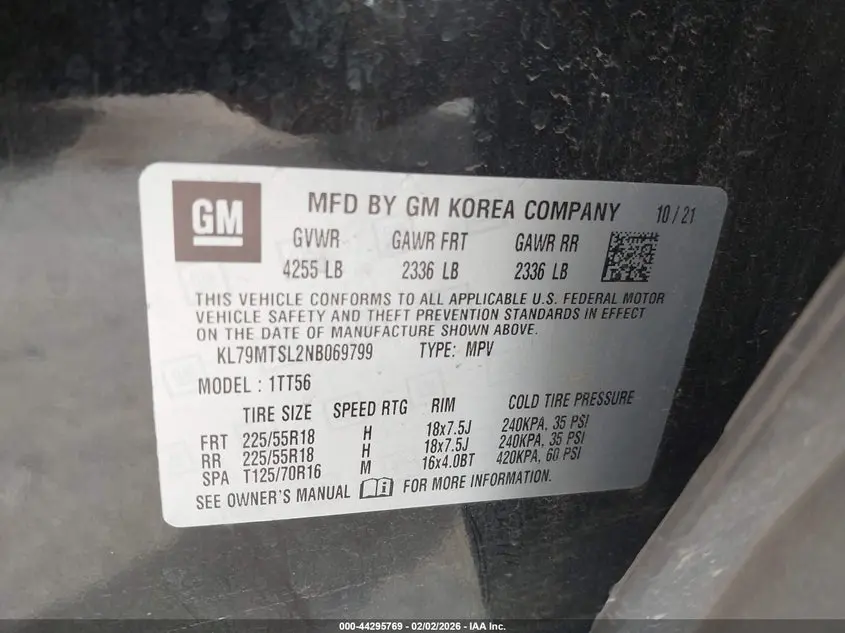 GM
MFD BY GM KOREA COMPANY 10/21
GVWR GAWR FRT GAWR RR
4255 LB 2336 LB 2336 LB
THIS VEHICLE CONFORMS TO ALL APPLICABLE U.S. FEDERAL MOTOR
VEHICLE SAFETY AND THEFT PREVENTION STANDARDS IN EFFECT
ON THE DATE OF MANUFACTURE SHOWN ABOVE.
KL79MTSL2NB069799 TYPE: MPV
MODEL: 1TT56
TIRE SIZE SPEED RTG RIM COLD TIRE PRESSURE
FRT 225/55R18 H 18x7.5J 240KPA, 35 PSI
RR 225/55R18 H 18x7.5J 240KPA, 35 PSI
SPA T125/70R16 M 16x4.0BT 420KPA, 60 PSI
SEE OWNER'S MANUAL FOR MORE INFORMATION.
000-44295769 - 02/02/2026 - IAA Inc.